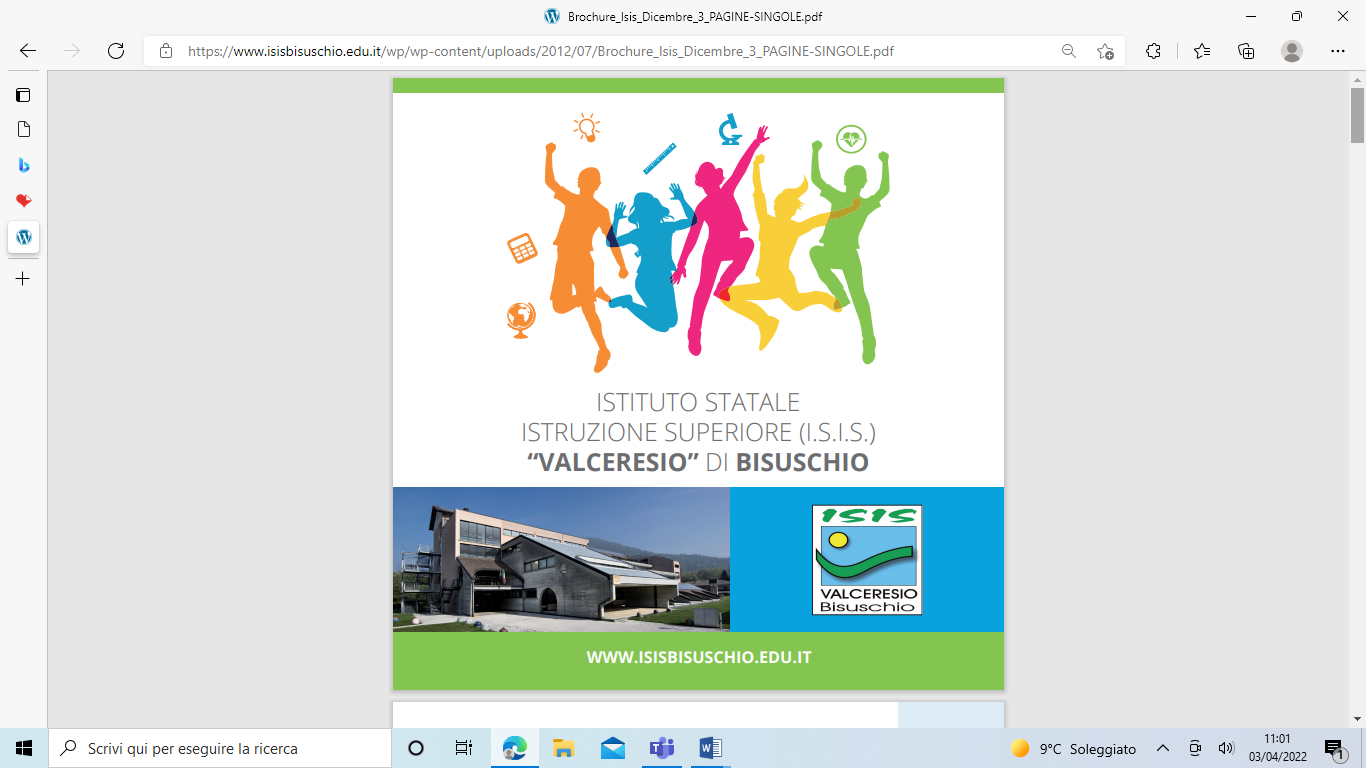 Brochure_Isis_Dicembre_3_PAGINE-SINGOLE.pdf
https://www.isisbisuschio.edu.it/wp/wp-content/uploads/2012/07/Brochure_Isis_Dicembre_3_PAGINE-SINGOLE.pdf
ISTITUTO STATALE
ISTRUZIONE SUPERIORE (I.S.I.S.)
“VALCERESIO” DI BISUSCHIO
ISIS
VALCERESIO
Bisuschio
WWW.ISISBISUSCHIO.EDU.IT
Scrivi qui per eseguire la ricerca
9°C Soleggiato
11:01
03/04/2022
1